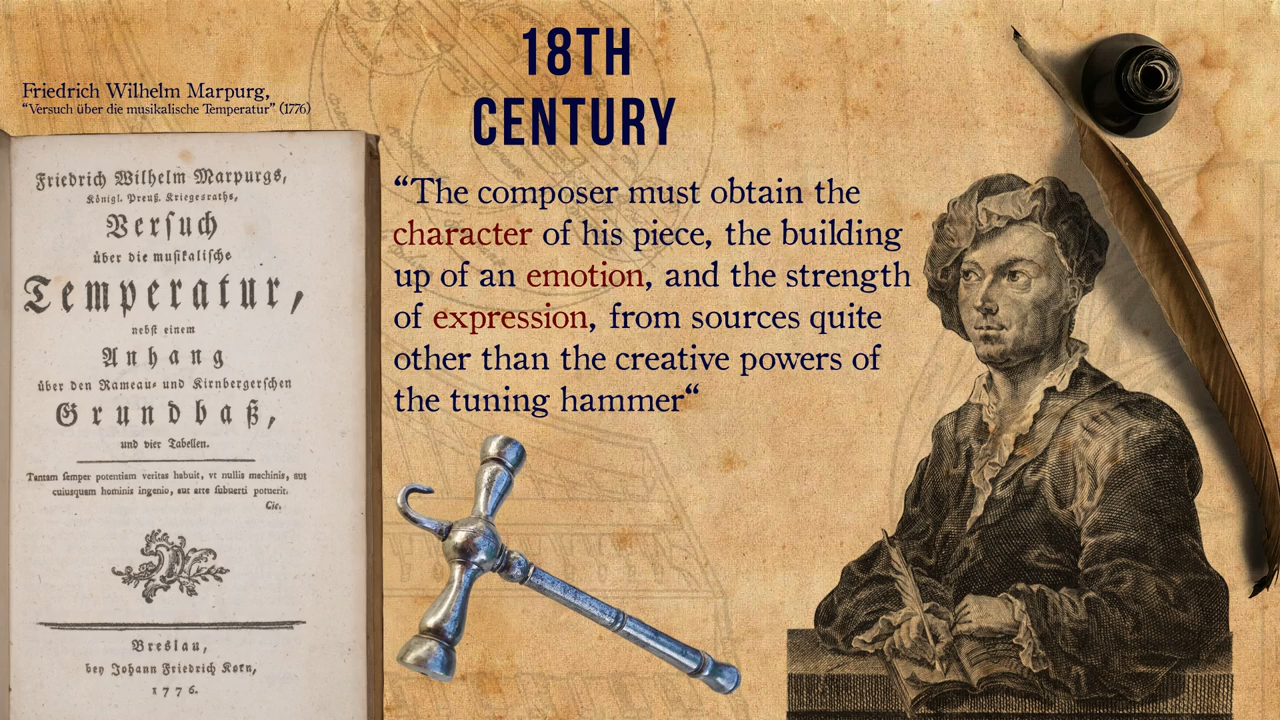 18TH
CENTURY
Friedrich Wilhelm Marpurg,
“Versuch über die musikalische Temperatur” (1776)
Friedrich Wilhelm Marpurgs,
Königl. Preuß. Kriegesraths,
Versuch
über die musikalische
Temperatur,
nebst einem
Anhang
über den Rameau- und Kirnbergerschen
Grundbaß,
und vier Tabellen.
Tantam semper potentiam veritas habuit, vt nullis machinis, aut
cuiusquam hominis ingenio, aut arte subuerti potuerit.
Cic.
Breslau,
bey Johann Friedrich Korn,
1776.
“The composer must obtain the
character of his piece, the building
up of an emotion, and the strength
of expression, from sources quite
other than the creative powers of
the tuning hammer“